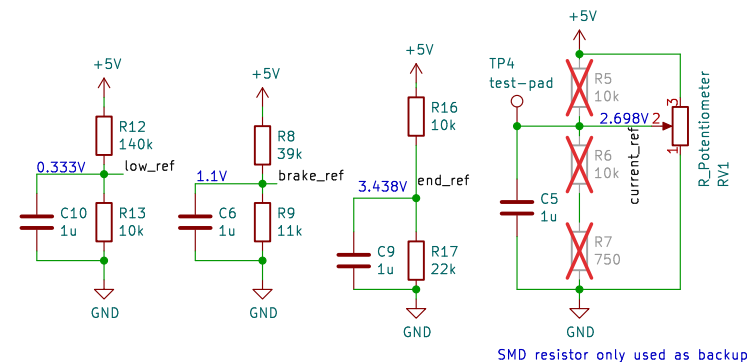 +5V
R12
140k
0.333V
low_ref
C10
1u
R13
10k
GND
+5V
R8
39k
1.1V
brake_ref
C6
1u
R9
11k
GND
+5V
R16
10k
3.438V
end_ref
C9
1u
R17
22k
GND
+5V
TP4
test-pad
R5
10k
2.698V
current_ref
R6
10k
C5
1u
R7
750
GND
3
2
1
R_Potentiometer
RV1
SMD resistor only used as backup